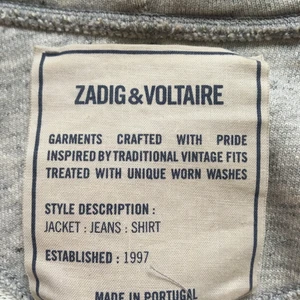 ZADIG & VOLTAIRE
GARMENTS CRAFTED WITH PRIDE
INSPIRED BY TRADITIONAL VINTAGE FITS
TREATED WITH UNIQUE WORN WASHES
STYLE DESCRIPTION :
JACKET : JEANS : SHIRT
ESTABLISHED : 1997
MADE IN PORTUGAL